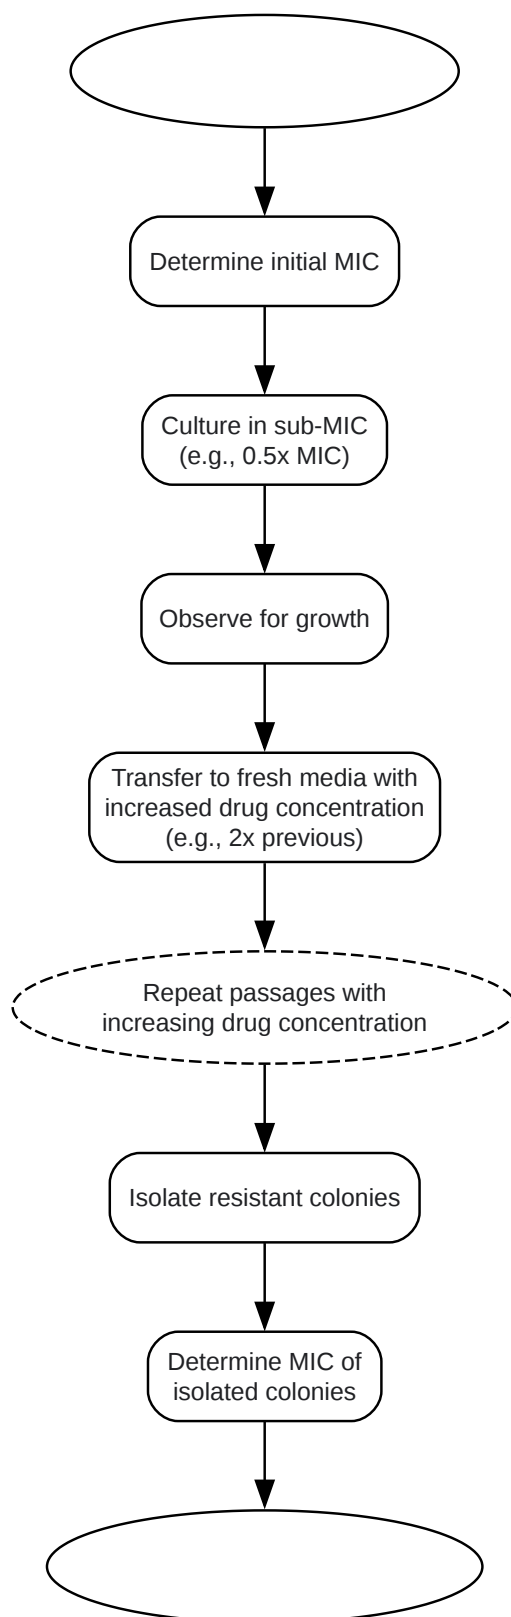 Determine initial MIC
Culture in sub-MIC
(e.g., 0.5x MIC)
Observe for growth
Transfer to fresh media with
increased drug concentration
(e.g., 2x previous)
Repeat passages with
increasing drug concentration
Isolate resistant colonies
Determine MIC of
isolated colonies